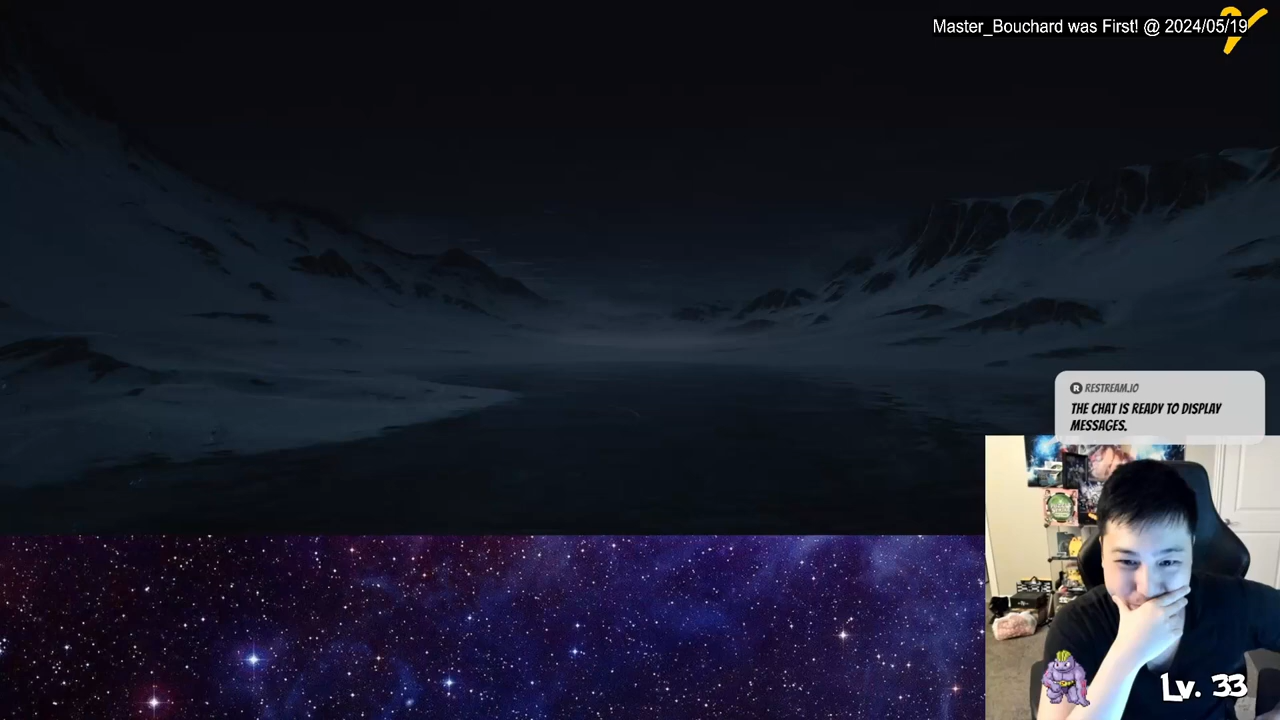 Master_Bouchard was First! @ 2024/05/19
RESTREAM.IO
THE CHAT IS READY TO DISPLAY
MESSAGES.
Lv. 33